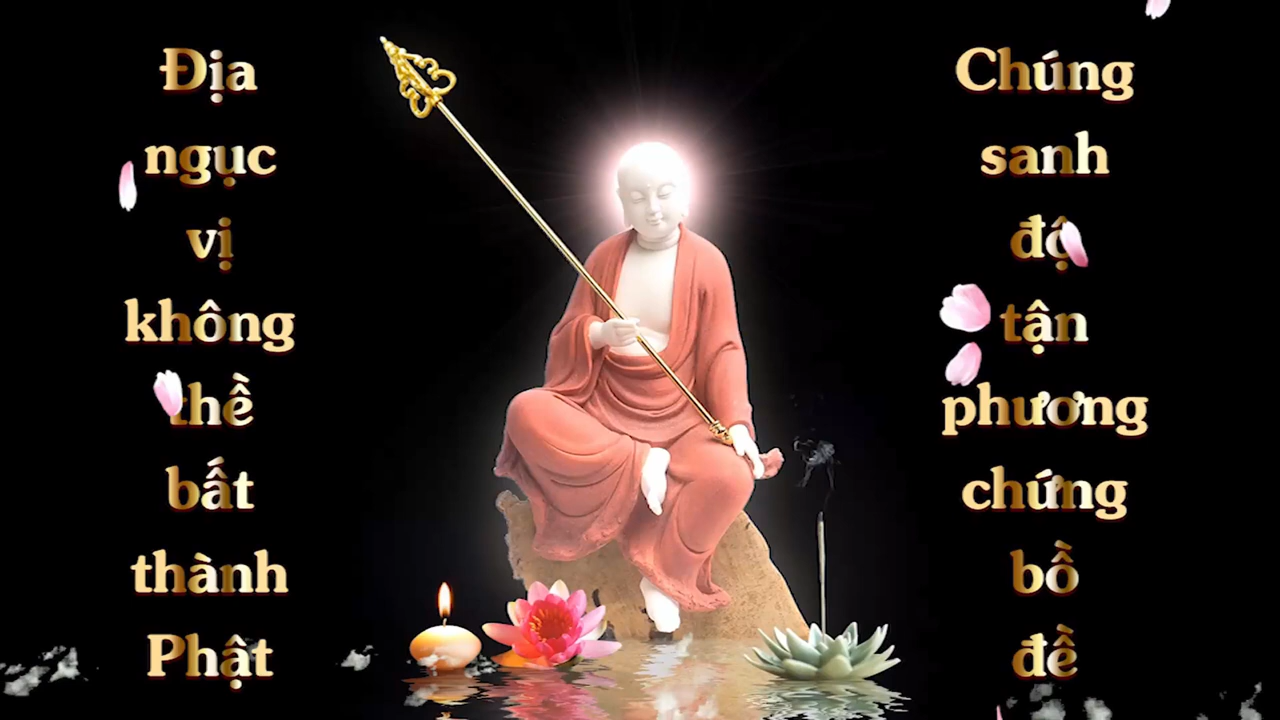 Địa
ngục
vị
không
thề
bất
thành
Phật
Chúng
sanh
độ
tận
phương
chứng
bồ
đề